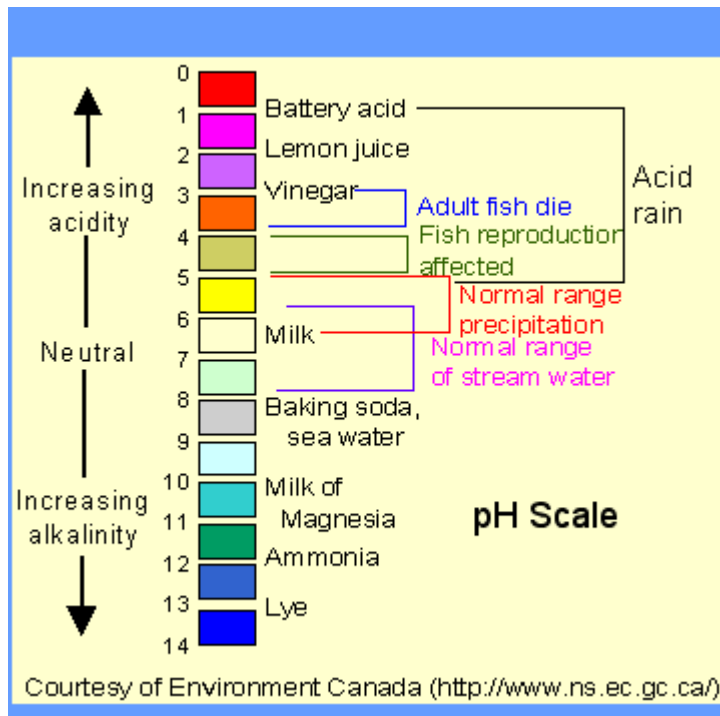 0
1
Battery acid
2
Lemon juice
Increasing
acidity
3
Vinegar
Adult fish die
Acid
rain
4
Fish reproduction
affected
5
Normal range
precipitation
6
Neutral
Milk
Normal range
of stream water
7
8
Baking soda,
sea water
9
10
Increasing
alkalinity
Milk of
Magnesia
pH Scale
11
Ammonia
12
13
Lye
14
Courtesy of Environment Canada (http://www.ns.ec.gc.ca/)